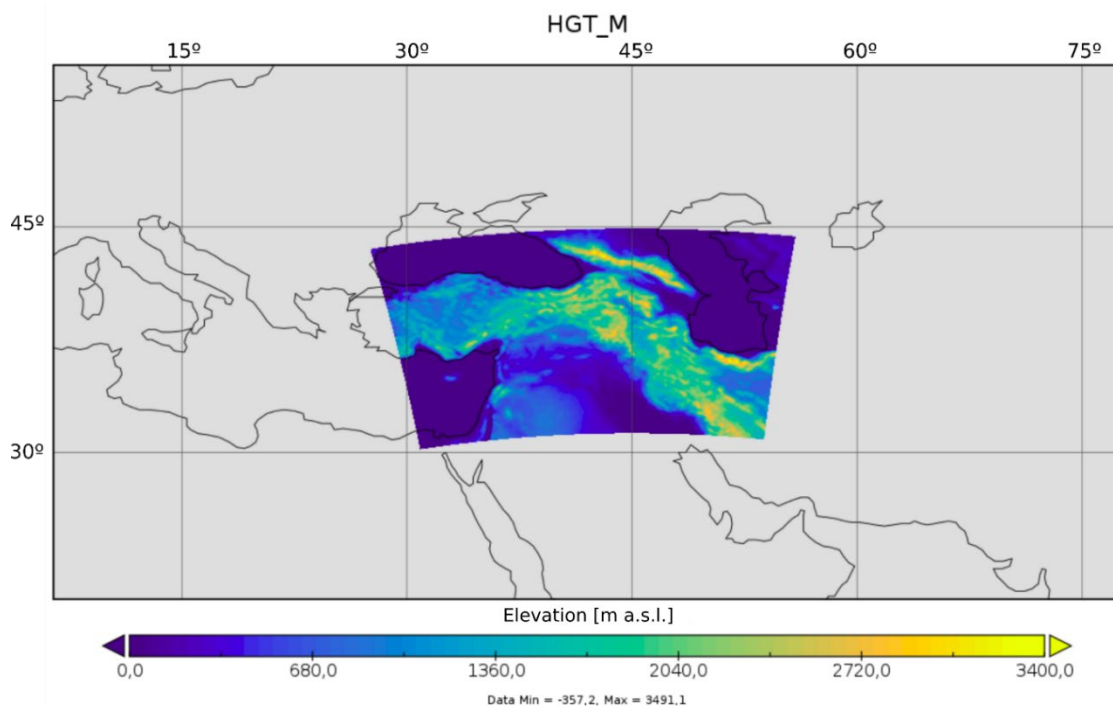 HGT_M
15º 30º 45º 60º 75º
45º
30º
Elevation [m a.s.l.]
0,0 680,0 1360,0 2040,0 2720,0 3400,0
Data Min = -357,2, Max = 3491,1